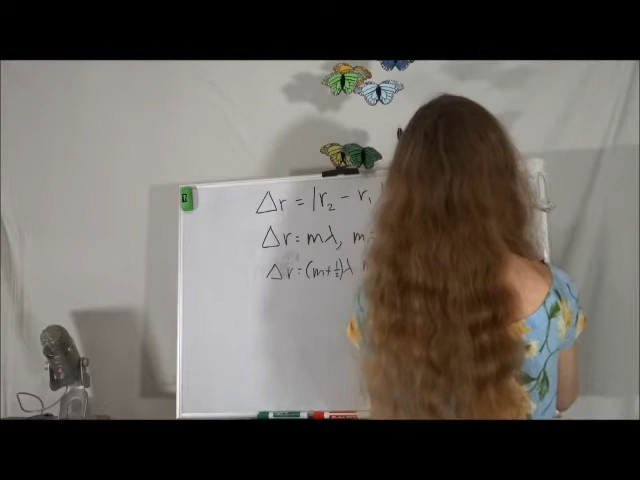 Δr = |r₂ - r₁
Δr = mλ, m =
Δr = (m+½)λ